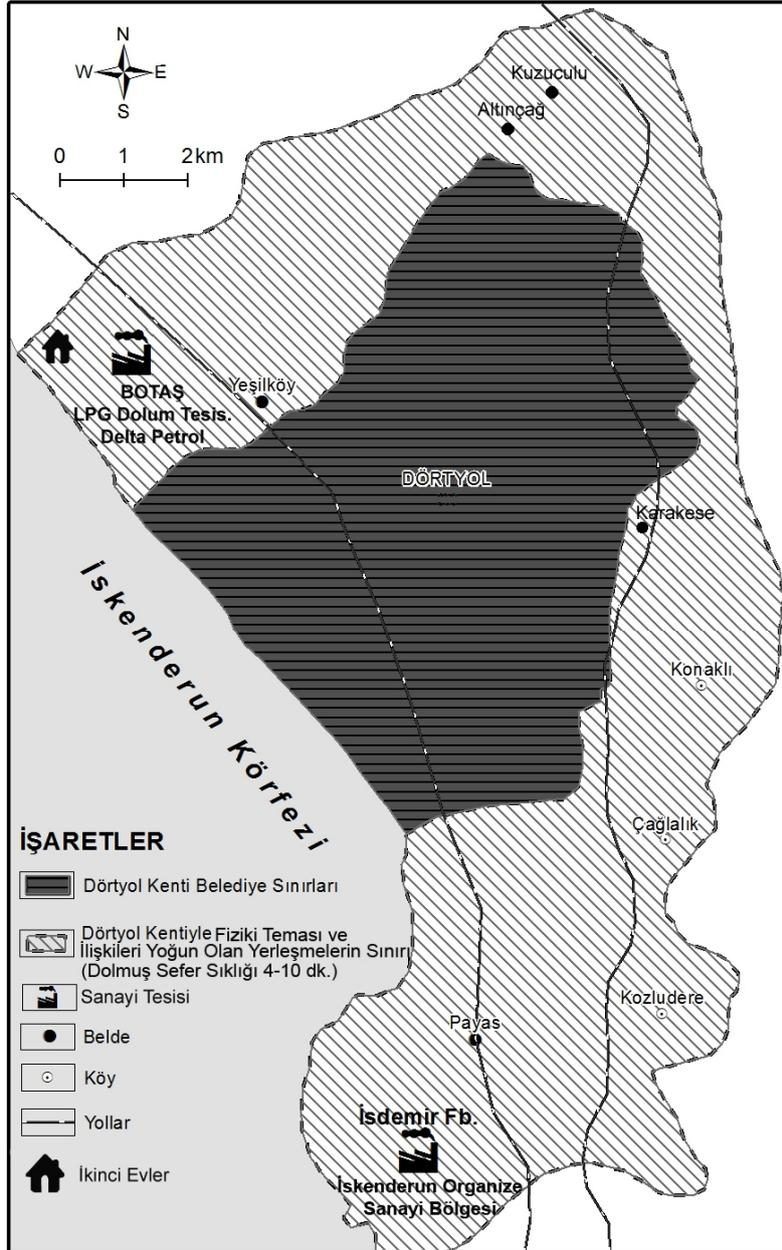 N
W E
S
0 1 2km
Kuzuculu
Altınçağ
BOTAŞ
LPG Dolum Tesis.
Delta Petrol
Yeşilköy
DÖRTYOL
Karakese
İskenderun Körfezi
Konaklı
Çağlalık
Kozludere
Payas
İsdemir Fb.
İskenderun Organize
Sanayi Bölgesi
İŞARETLER
Dörtyol Kenti Belediye Sınırları
Dörtyol Kentiyle Fiziki Teması ve
İlişkileri Yoğun Olan Yerleşmelerin Sınırı
(Dolmuş Sefer Sıklığı 4-10 dk.)
Sanayi Tesisi
Belde
Köy
Yollar
İkinci Evler